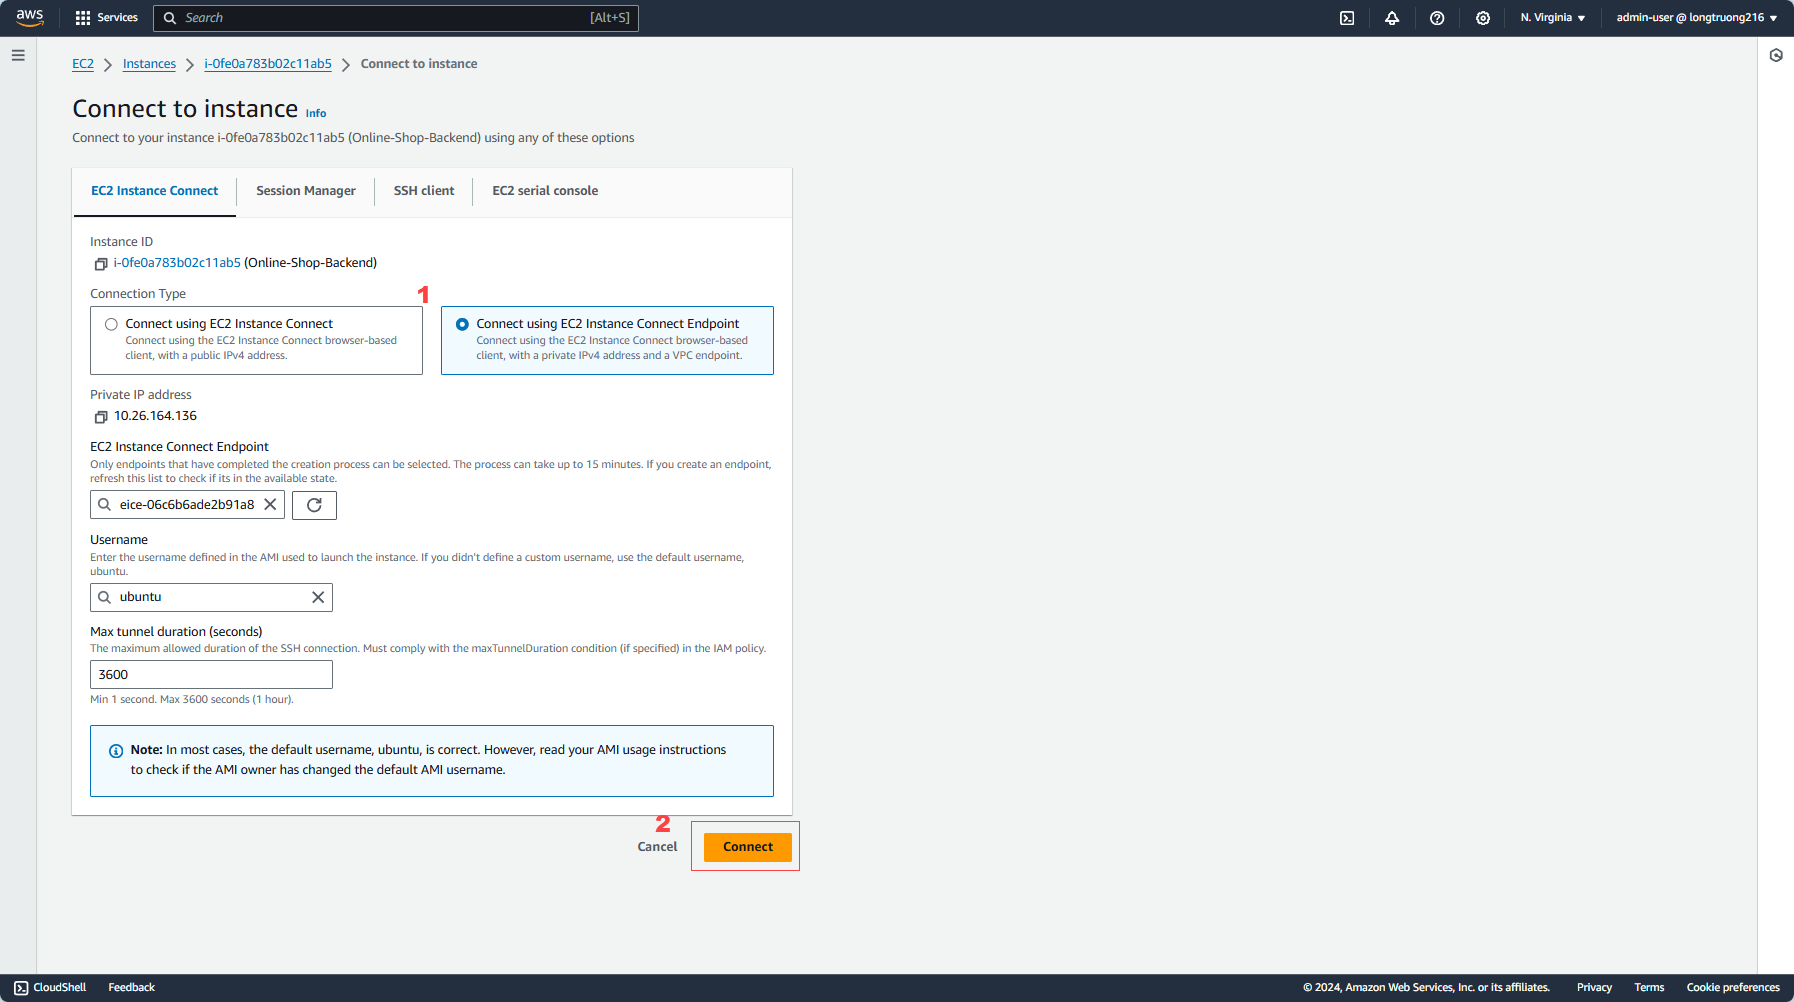 aws
Services
Search
[Alt+S]
N. Virginia
admin-user @ longtruong216
EC2
Instances
i-0fe0a783b02c11ab5
Connect to instance
Connect to instance Info
Connect to your instance i-0fe0a783b02c11ab5 (Online-Shop-Backend) using any of these options
EC2 Instance Connect
Session Manager
SSH client
EC2 serial console
Instance ID
i-0fe0a783b02c11ab5 (Online-Shop-Backend)
Connection Type
1
Connect using EC2 Instance Connect
Connect using the EC2 Instance Connect browser-based
client, with a public IPv4 address.
Connect using EC2 Instance Connect Endpoint
Connect using the EC2 Instance Connect browser-based
client, with a private IPv4 address and a VPC endpoint.
Private IP address
10.26.164.136
EC2 Instance Connect Endpoint
Only endpoints that have completed the creation process can be selected. The process can take up to 15 minutes. If you create an endpoint,
refresh this list to check if its in the available state.
eice-06c6b6ade2b91a8
Username
Enter the username defined in the AMI used to launch the instance. If you didn't define a custom username, use the default username,
ubuntu.
ubuntu
Max tunnel duration (seconds)
The maximum allowed duration of the SSH connection. Must comply with the maxTunnelDuration condition (if specified) in the IAM policy.
3600
Min 1 second. Max 3600 seconds (1 hour).
Note: In most cases, the default username, ubuntu, is correct. However, read your AMI usage instructions
to check if the AMI owner has changed the default AMI username.
2
Cancel
Connect
CloudShell
Feedback
© 2024, Amazon Web Services, Inc. or its affiliates.
Privacy
Terms
Cookie preferences